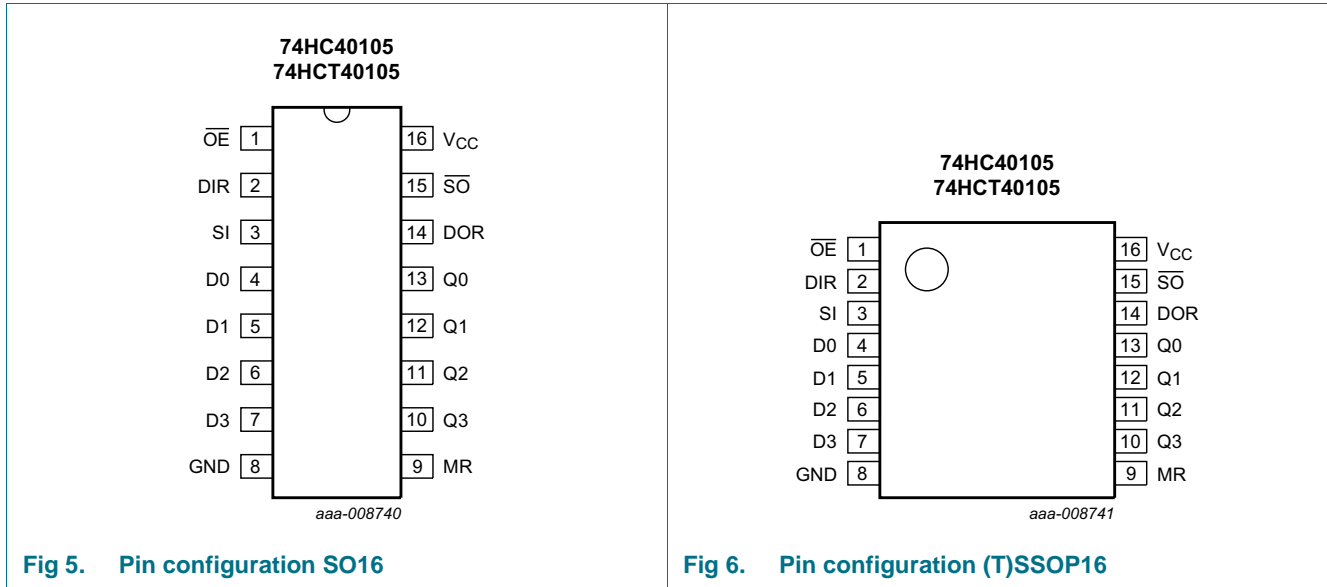 74HC40105
74HCT40105
O̅E̅ 1 16 VCC
DIR 2 15 S̅O̅
SI 3 14 DOR
D0 4 13 Q0
D1 5 12 Q1
D2 6 11 Q2
D3 7 10 Q3
GND 8 9 MR
aaa-008740
Fig 5. Pin configuration SO16
74HC40105
74HCT40105
O̅E̅ 1 16 VCC
DIR 2 15 S̅O̅
SI 3 14 DOR
D0 4 13 Q0
D1 5 12 Q1
D2 6 11 Q2
D3 7 10 Q3
GND 8 9 MR
aaa-008741
Fig 6. Pin configuration (T)SSOP16